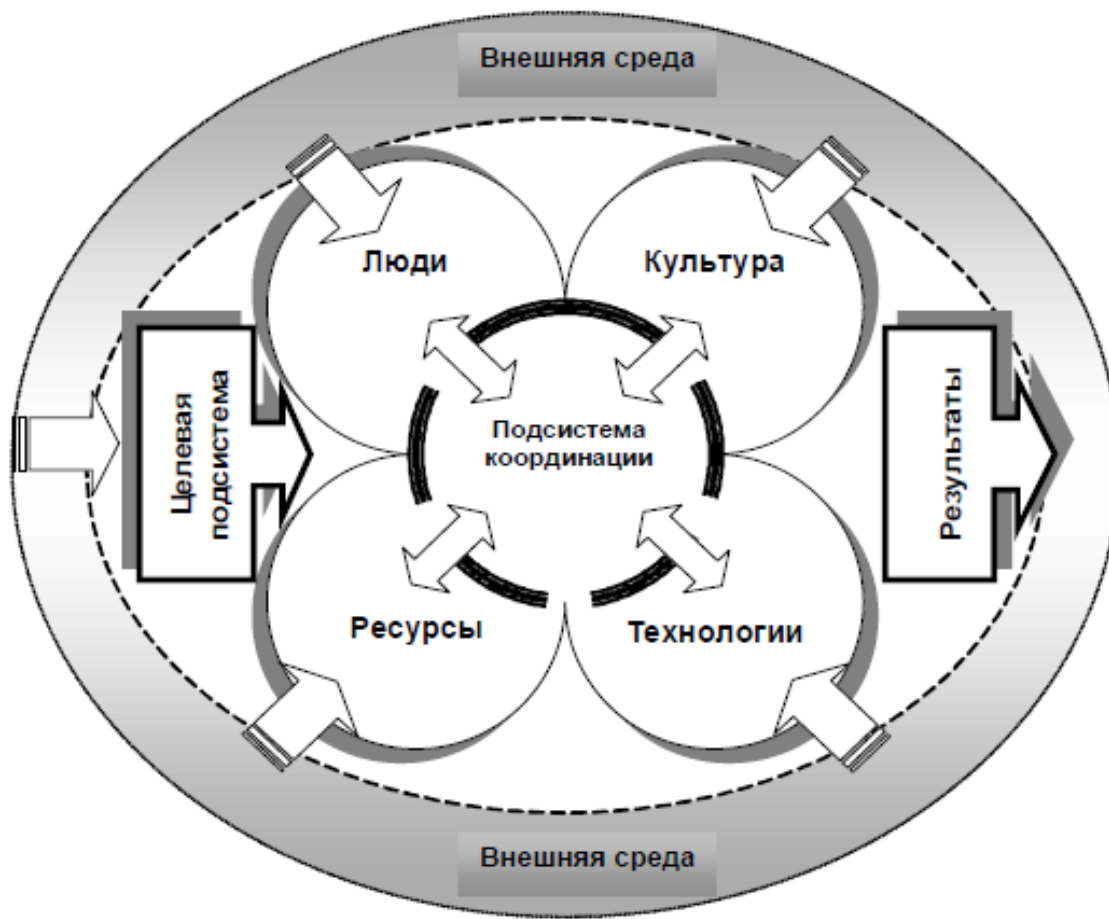 Внешняя среда
Люди
Культура
Целевая
подсистема
Подсистема
координации
Результаты
Ресурсы
Технологии
Внешняя среда